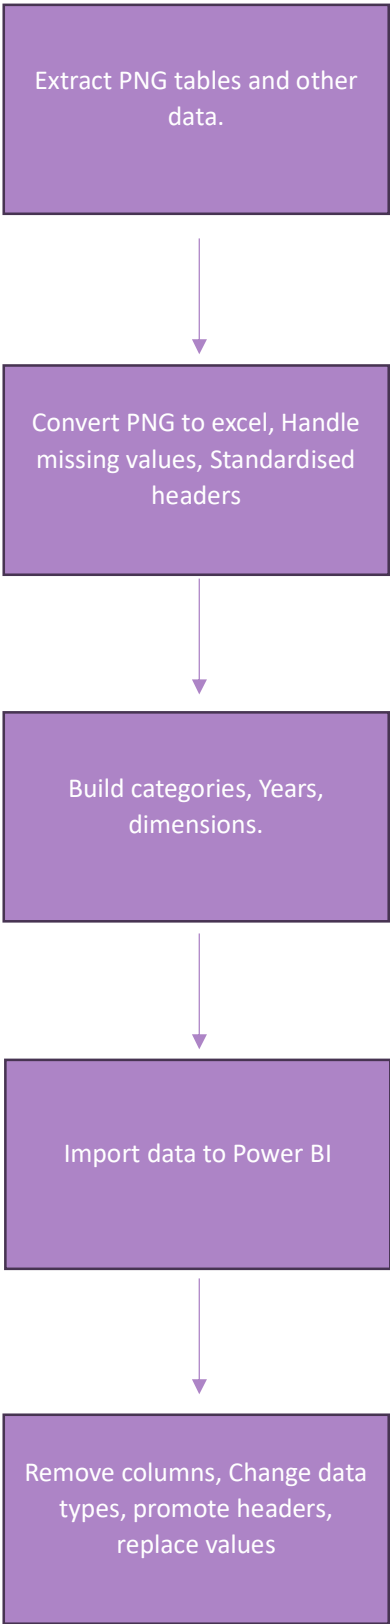 Extract PNG tables and other
data.
Convert PNG to excel, Handle
missing values, Standardised
headers
Build categories, Years,
dimensions.
Import data to Power BI
Remove columns, Change data
types, promote headers,
replace values